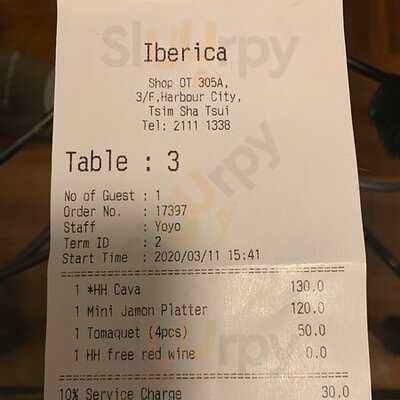 Iberica
Shop OT 305A,
3/F,Harbour City,
Tsim Sha Tsui
Tel: 2111 1338
Table : 3
No of Guest : 1
Order No. : 17397
Staff : Yoyo
Term ID : 2
Start Time : 2020/03/11 15:41
1 *HH Cava 130.0
1 Mini Jamon Platter 120.0
1 Tomaquet (4pcs) 50.0
1 HH free red wine 0.0
10% Service Charge 30.0
Slurrpy
Slurrpy
Slurrpy